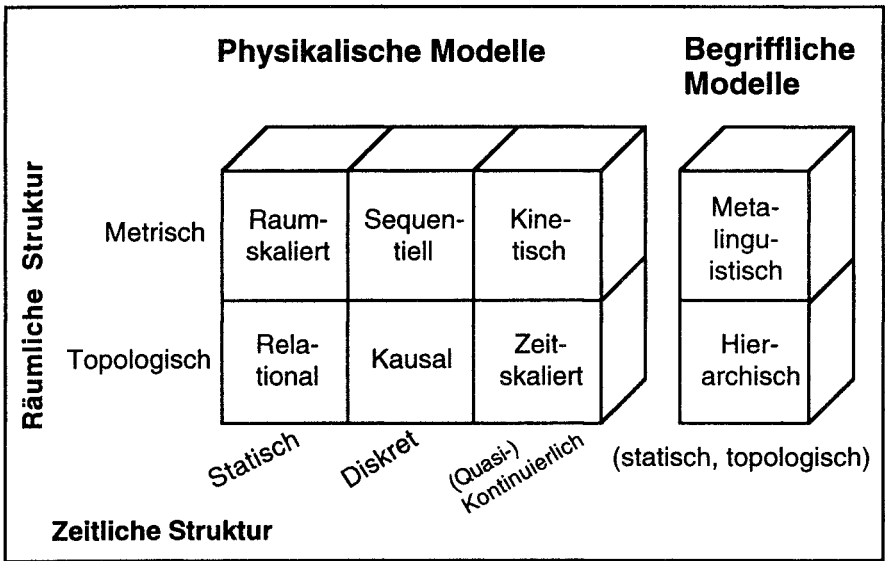 Physikalische Modelle
Begriffliche
Modelle
Räumliche Struktur
Metrisch
Raum-
skaliert
Sequen-
tiell
Kine-
tisch
Meta-
lingu-
istisch
Topologisch
Rela-
tional
Kausal
Zeit-
skaliert
Hier-
archisch
Statisch
Diskret
(Quasi-)
Kontinuierlich
(statisch, topologisch)
Zeitliche Struktur